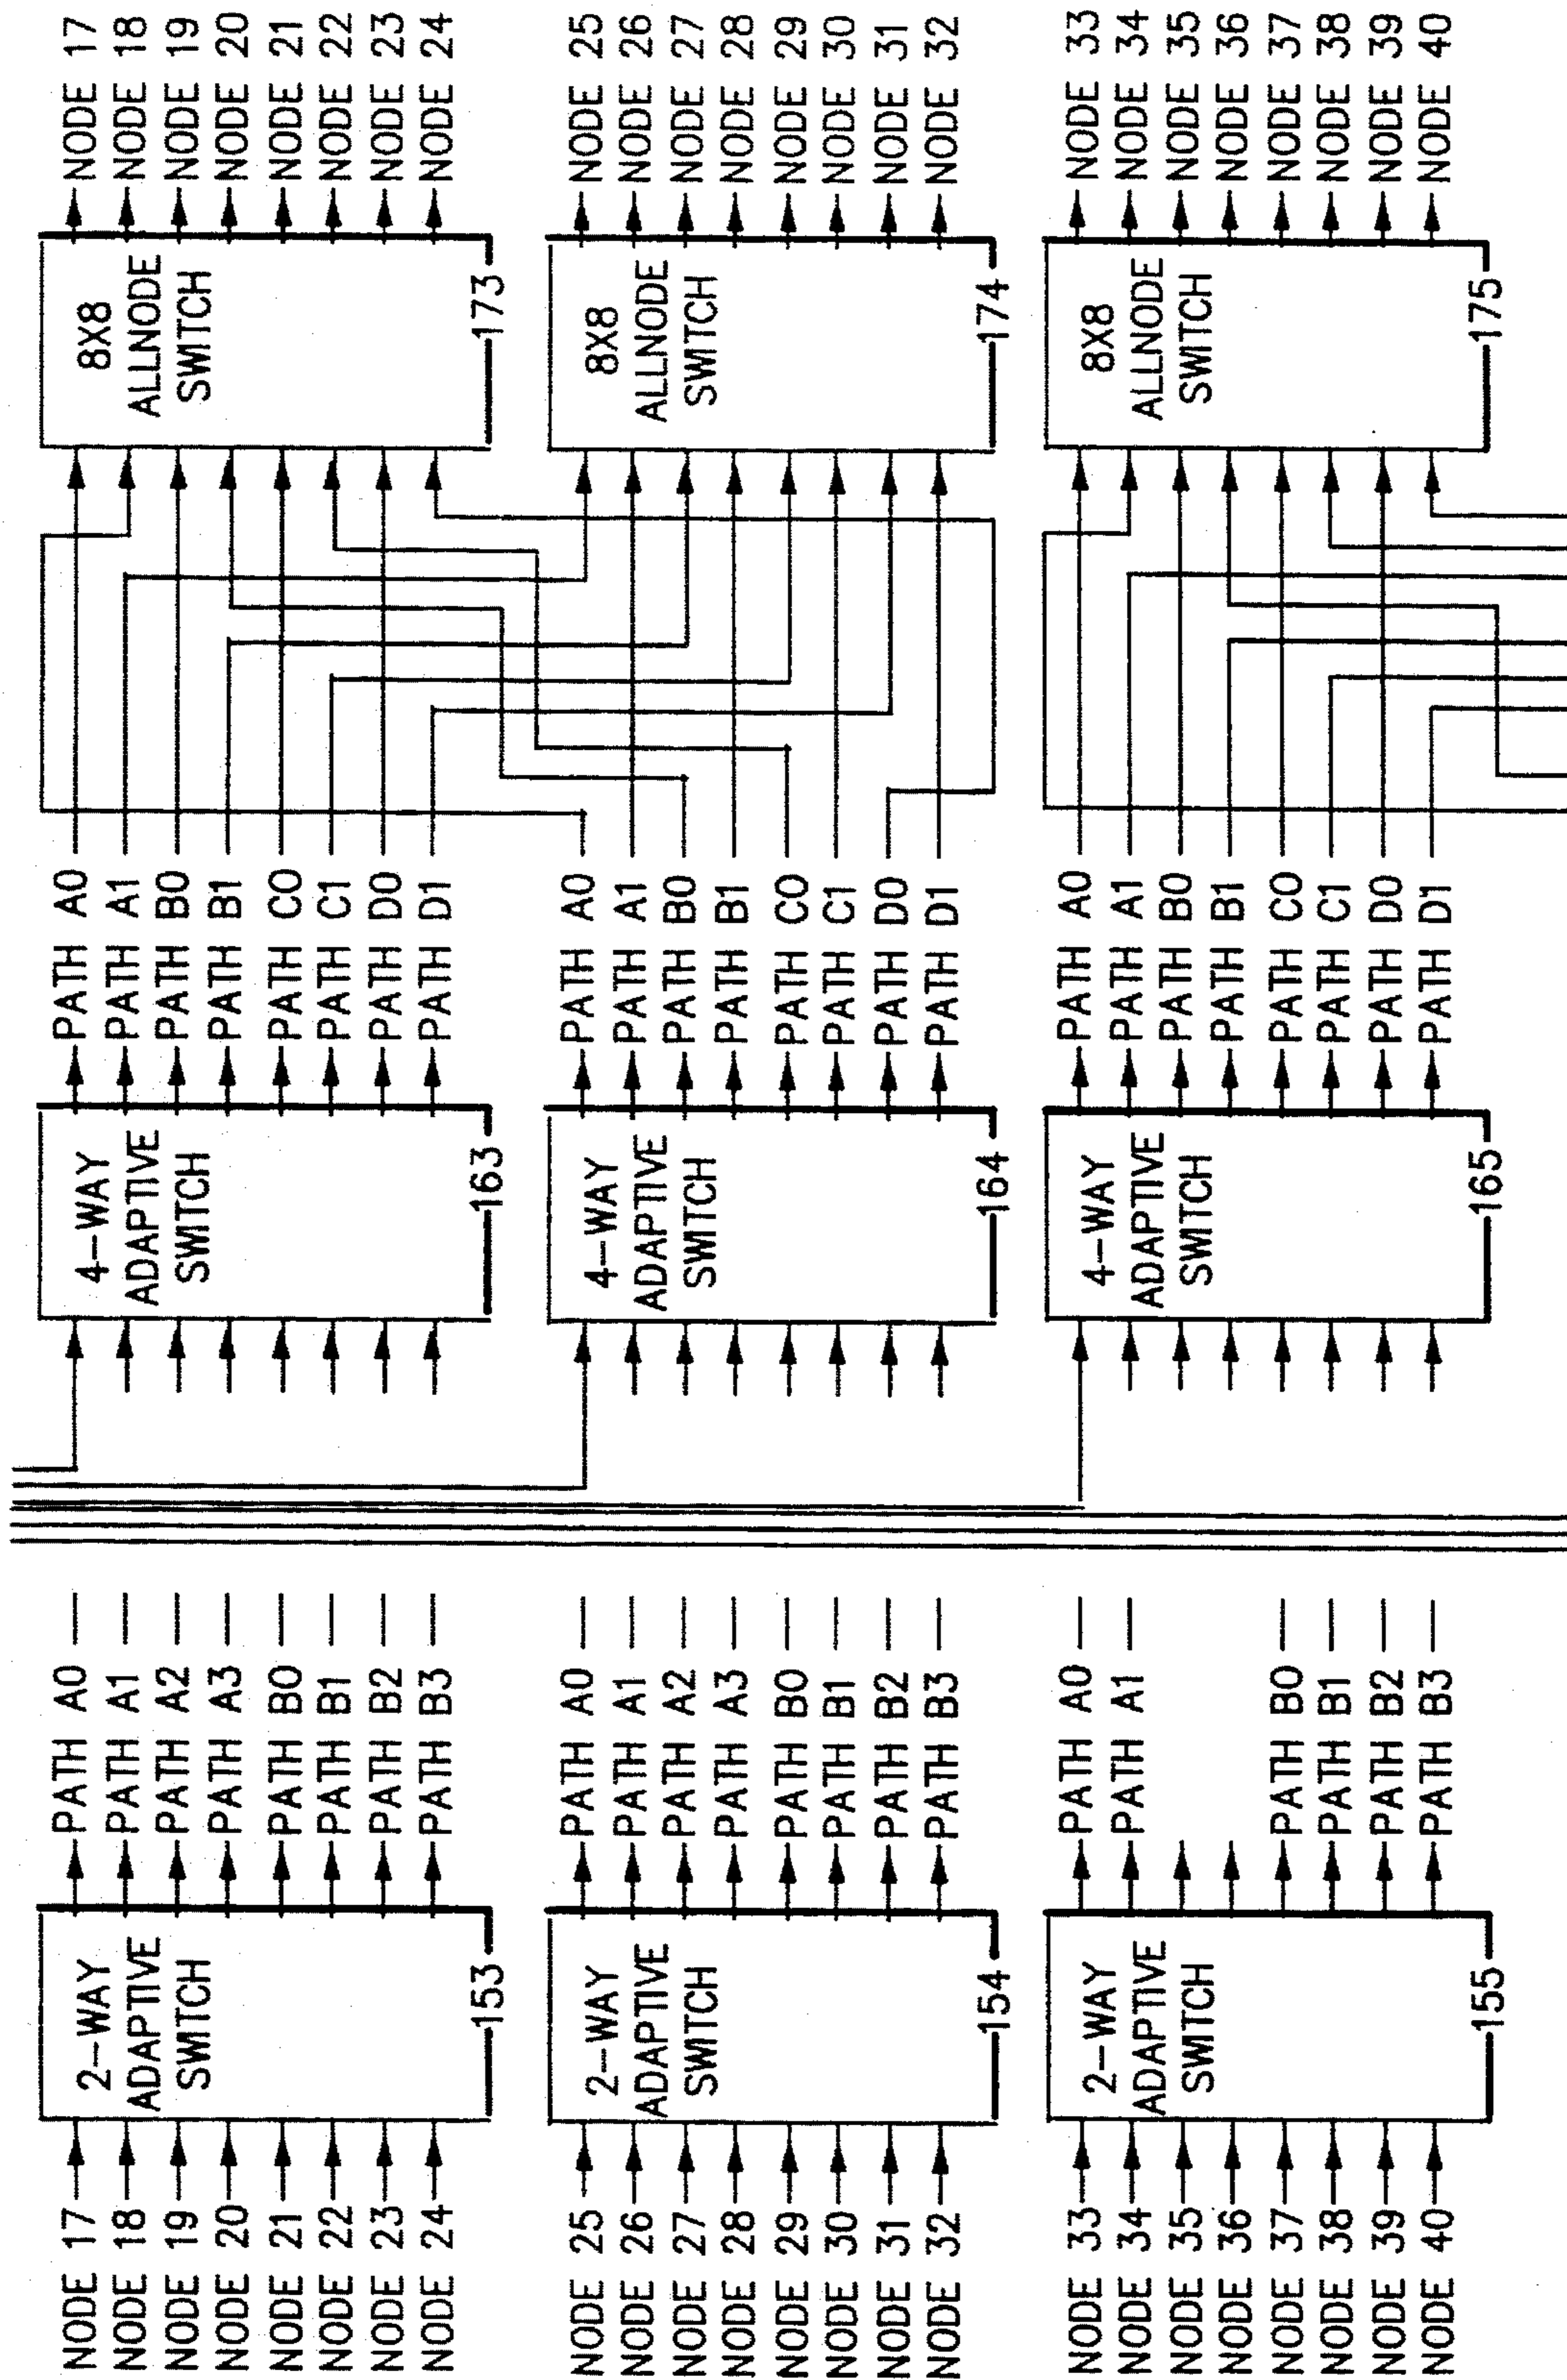 NODE 17
NODE 18
NODE 19
NODE 20
NODE 21
NODE 22
NODE 23
NODE 24
2-WAY
ADAPTIVE
SWITCH
153
PATH A0
PATH A1
PATH A2
PATH A3
PATH B0
PATH B1
PATH B2
PATH B3
4-WAY
ADAPTIVE
SWITCH
163
PATH A0
PATH A1
PATH B0
PATH B1
PATH C0
PATH C1
PATH D0
PATH D1
8X8
ALLNODE
SWITCH
173
NODE 17
NODE 18
NODE 19
NODE 20
NODE 21
NODE 22
NODE 23
NODE 24
NODE 25
NODE 26
NODE 27
NODE 28
NODE 29
NODE 30
NODE 31
NODE 32
2-WAY
ADAPTIVE
SWITCH
154
PATH A0
PATH A1
PATH A2
PATH A3
PATH B0
PATH B1
PATH B2
PATH B3
4-WAY
ADAPTIVE
SWITCH
164
PATH A0
PATH A1
PATH B0
PATH B1
PATH C0
PATH C1
PATH D0
PATH D1
8X8
ALLNODE
SWITCH
174
NODE 25
NODE 26
NODE 27
NODE 28
NODE 29
NODE 30
NODE 31
NODE 32
NODE 33
NODE 34
NODE 35
NODE 36
NODE 37
NODE 38
NODE 39
NODE 40
2-WAY
ADAPTIVE
SWITCH
155
PATH A0
PATH A1
PATH B0
PATH B1
PATH B2
PATH B3
4-WAY
ADAPTIVE
SWITCH
165
PATH A0
PATH A1
PATH B0
PATH B1
PATH C0
PATH C1
PATH D0
PATH D1
8X8
ALLNODE
SWITCH
175
NODE 33
NODE 34
NODE 35
NODE 36
NODE 37
NODE 38
NODE 39
NODE 40